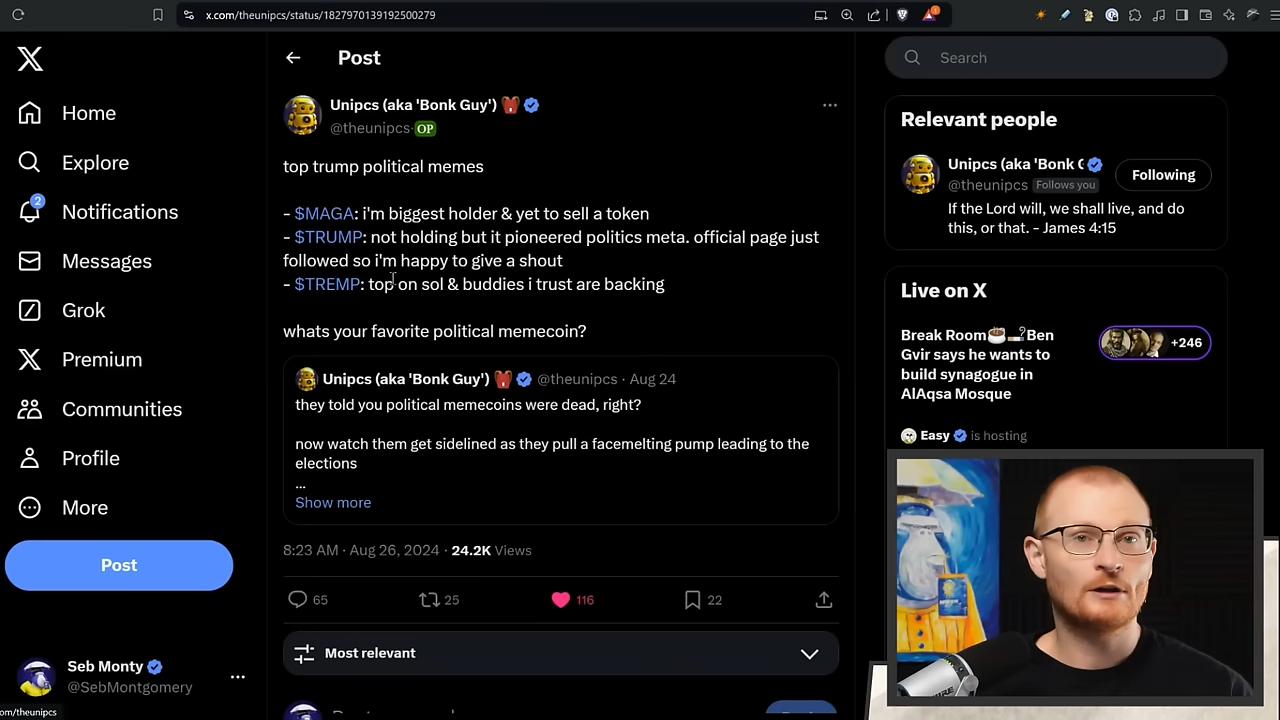 x.com/theunipcs/status/1827970139192500279
Home
Explore
2
Notifications
Messages
Grok
Premium
Communities
Profile
More
Post
Seb Monty
@SebMontgomery
om/theunipcs
Post
Unipcs (aka 'Bonk Guy')
@theunipcs· OP
top trump political memes
- $MAGA: i'm biggest holder & yet to sell a token
- $TRUMP: not holding but it pioneered politics meta. official page just
followed so i'm happy to give a shout
- $TREMP: top on sol & buddies i trust are backing
whats your favorite political memecoin?
Unipcs (aka 'Bonk Guy') @theunipcs · Aug 24
they told you political memecoins were dead, right?
now watch them get sidelined as they pull a facemelting pump leading to the
elections
...
Show more
8:23 AM · Aug 26, 2024 · 24.2K Views
65 25 116 22
Most relevant
Search
Relevant people
Unipcs (aka 'Bonk G
@theunipcs Follows you
Following
If the Lord will, we shall live, and do
this, or that. - James 4:15
Live on X
Break Room Ben
Gvir says he wants to
build synagogue in
AlAqsa Mosque
+246
Easy is hosting